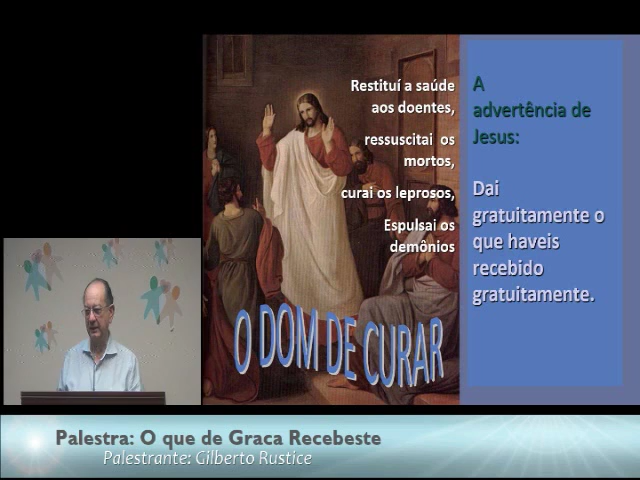 Restituí a saúde
aos doentes,
ressuscitai os
mortos,
curai os leprosos,
Espulsai os
demônios
O DOM DE CURAR
A
advertência de
Jesus:
Dai
gratuitamente o
que haveis
recebido
gratuitamente.
Palestra: O que de Graca Recebeste
Palestrante: Gilberto Rustice